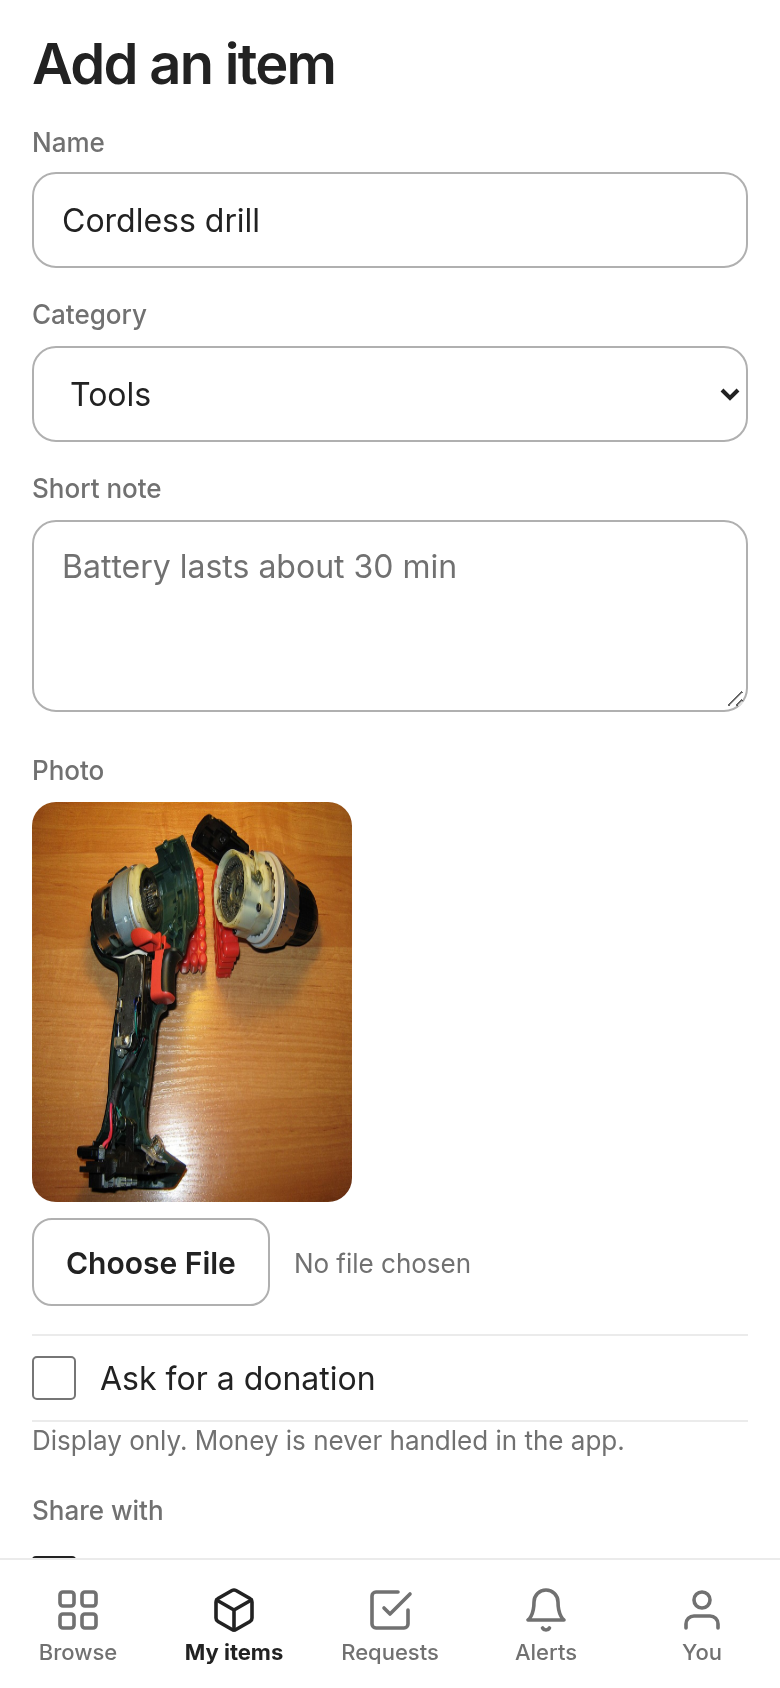 Add an item
Name
Cordless drill
Category
Tools
Short note
Battery lasts about 30 min
Photo
Choose File No file chosen
Ask for a donation
Display only. Money is never handled in the app.
Share with
Browse My items Requests Alerts You